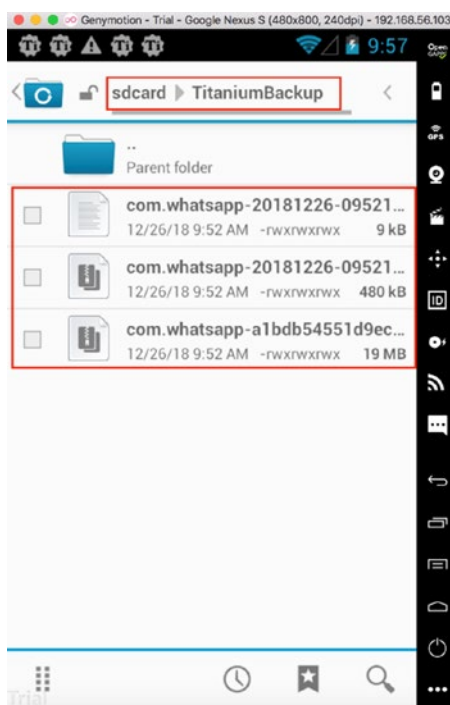 Genymotion - Trial - Google Nexus S (480x800, 240dpi) - 192.168.56.103
9:57
Open
GAPPS
sdcard TitaniumBackup
..
Parent folder
com.whatsapp-20181226-09521...
12/26/18 9:52 AM -rwxrwxrwx 9 kB
com.whatsapp-20181226-09521...
12/26/18 9:52 AM -rwxrwxrwx 480 kB
com.whatsapp-a1bdb54551d9ec...
12/26/18 9:52 AM -rwxrwxrwx 19 MB
GPS
ID
Trial